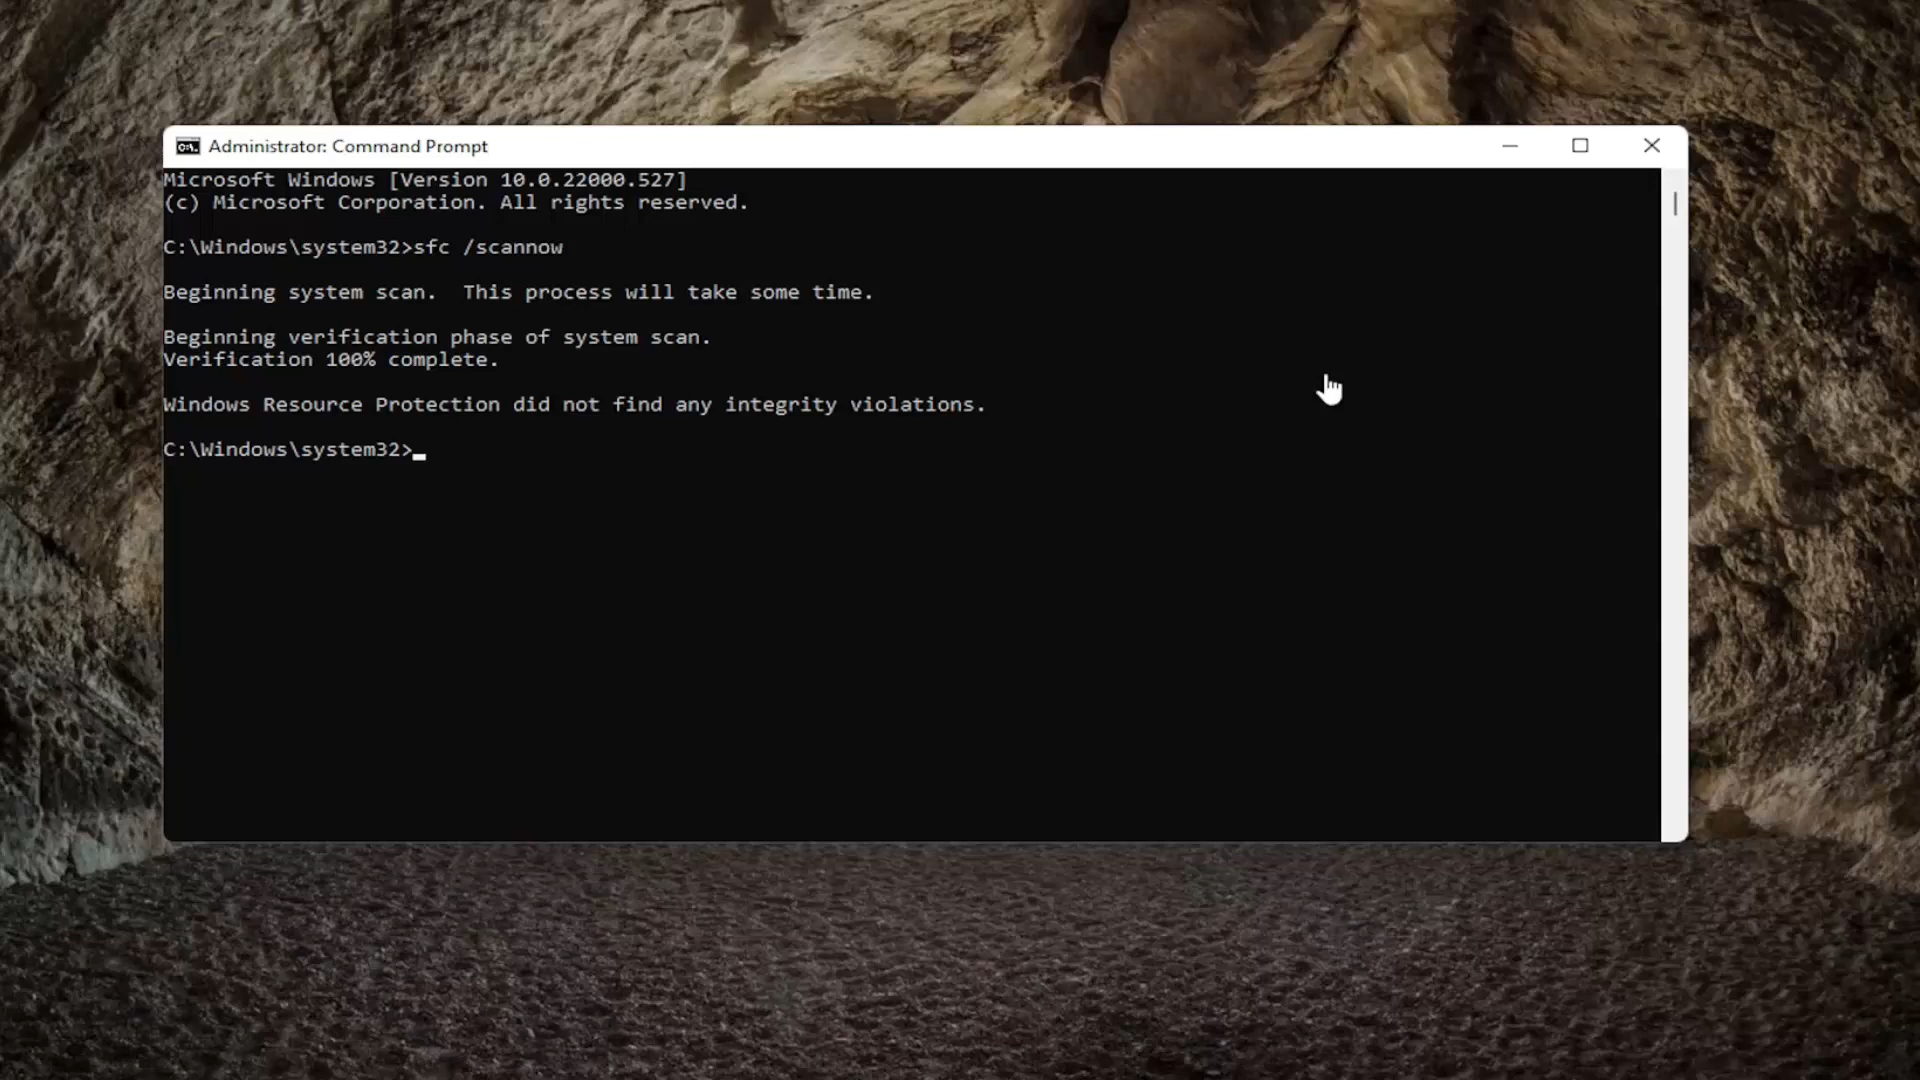 Administrator: Command Prompt
Microsoft Windows [Version 10.0.22000.527]
(c) Microsoft Corporation. All rights reserved.
C:\Windows\system32>sfc /scannow
Beginning system scan.  This process will take some time.
Beginning verification phase of system scan.
Verification 100% complete.
Windows Resource Protection did not find any integrity violations.
C:\Windows\system32>